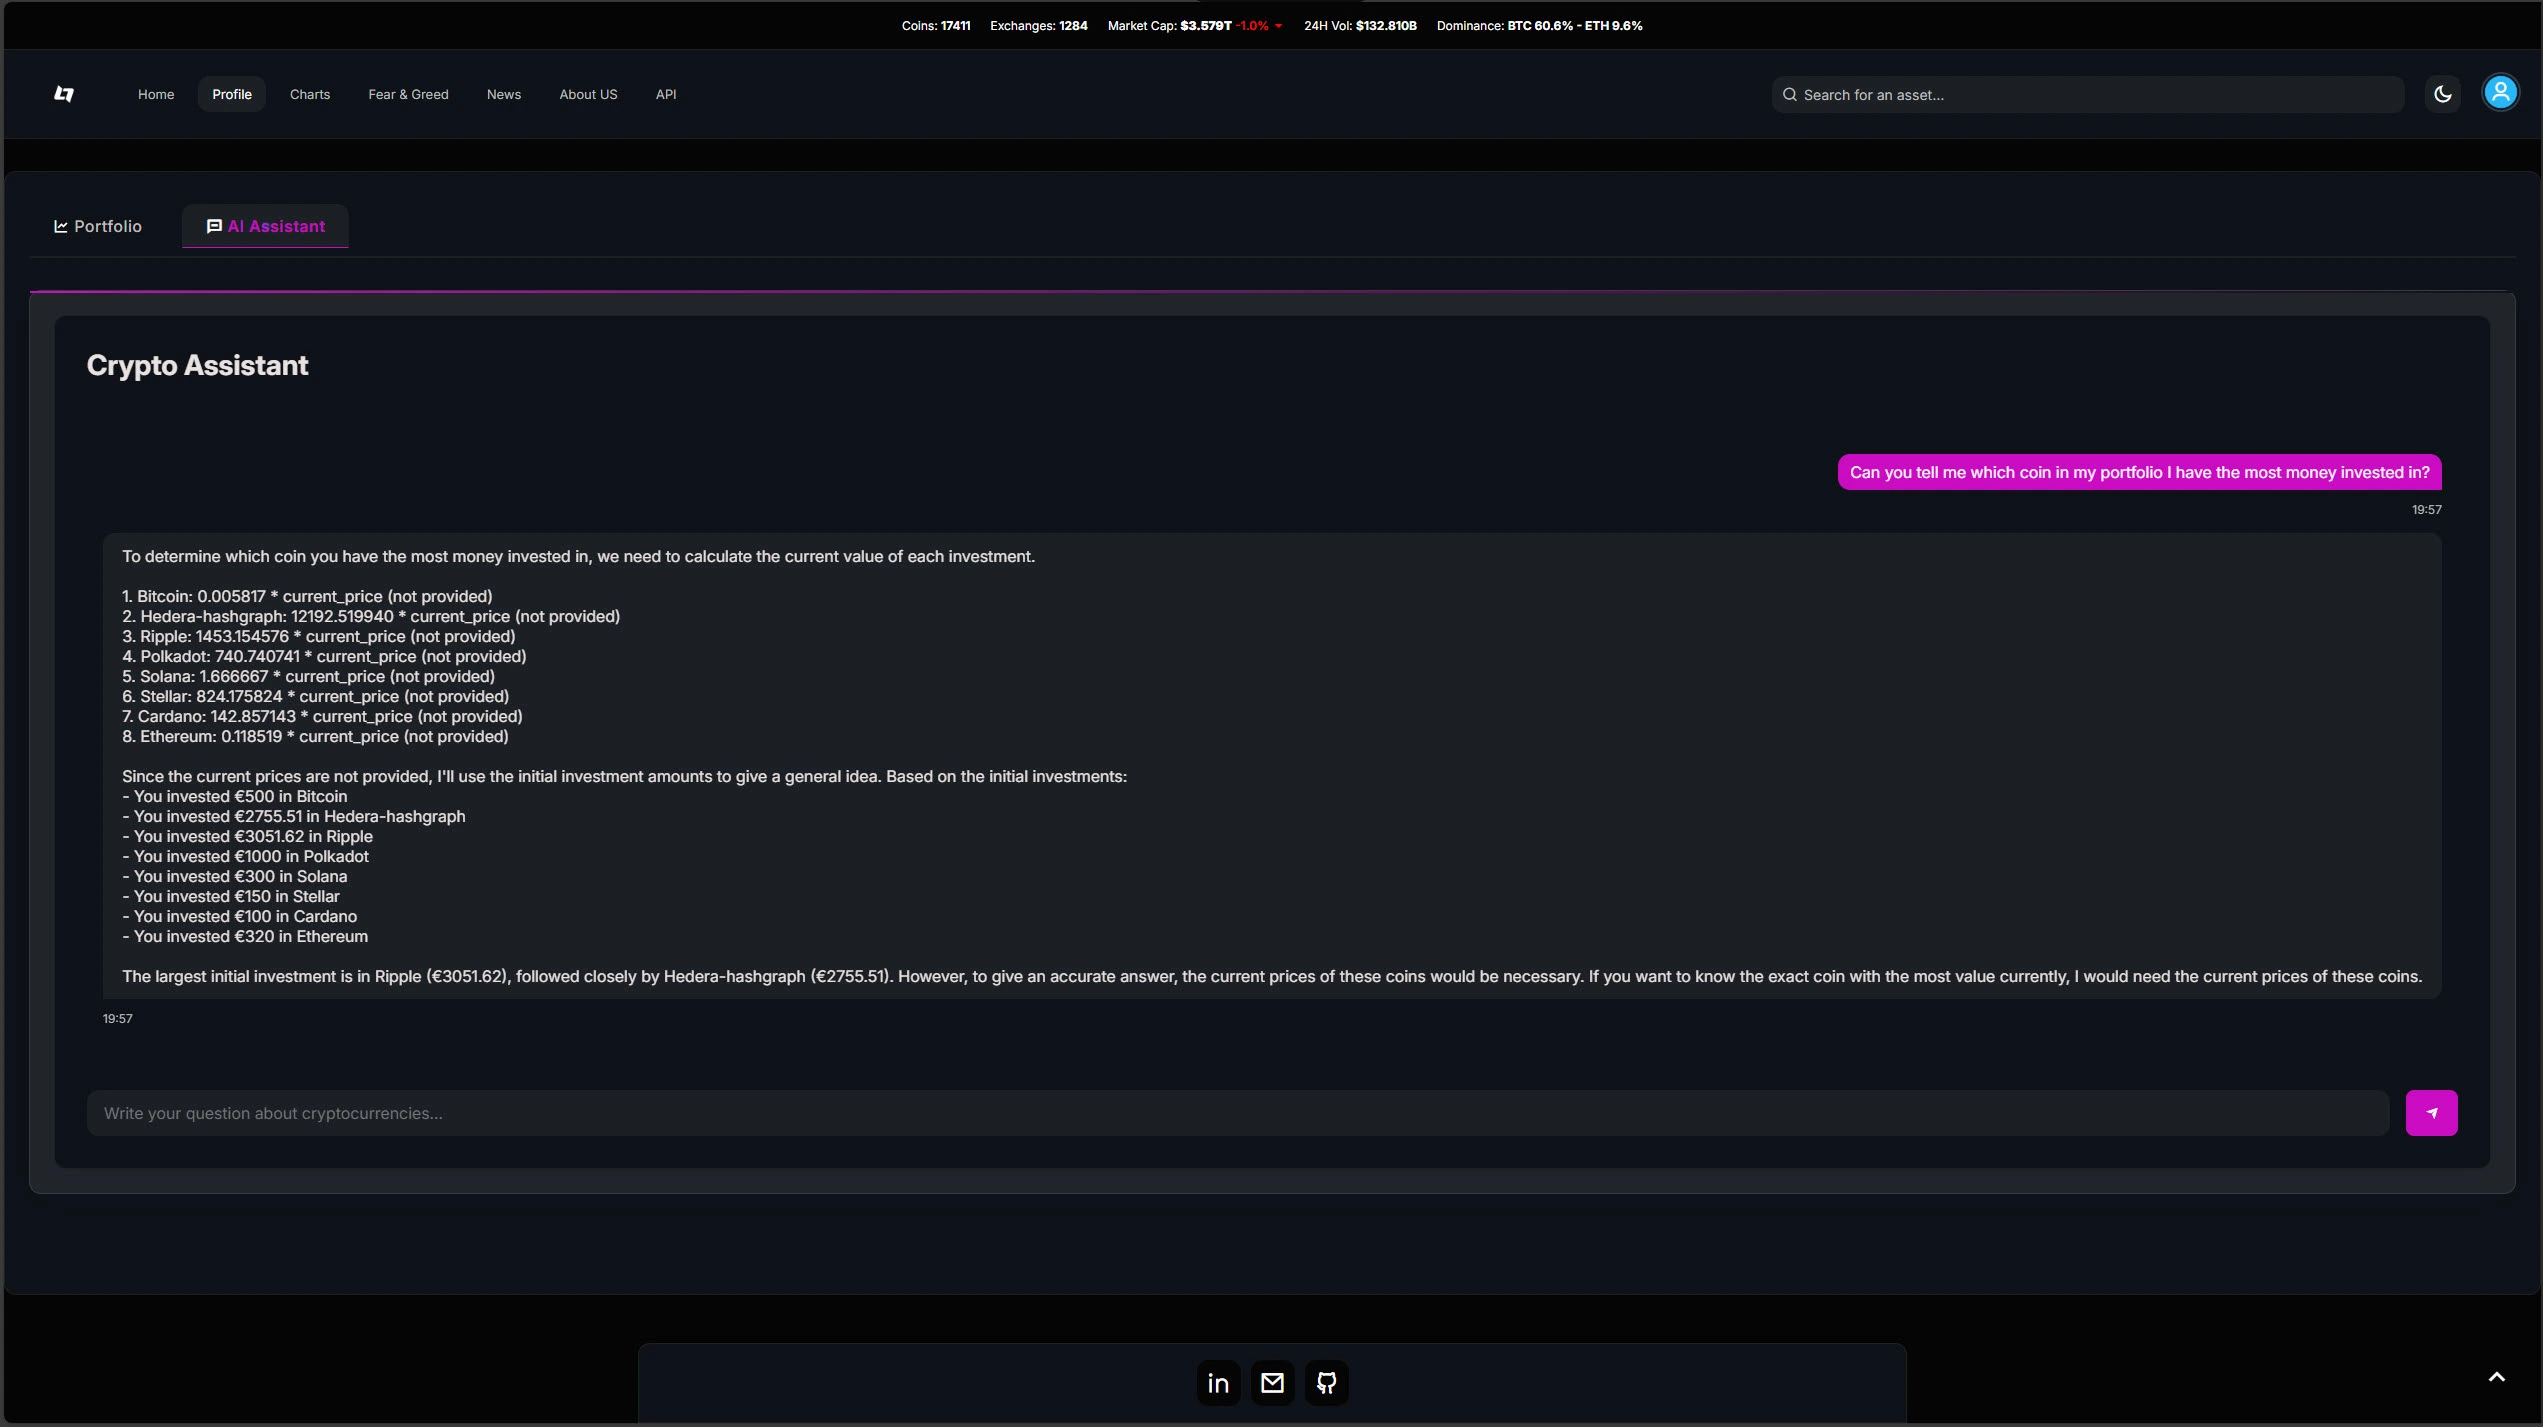 Coins: 17411 Exchanges: 1284 Market Cap: $3.579T -1.0% 24H Vol: $132.810B Dominance: BTC 60.6% - ETH 9.6%
Home Profile Charts Fear & Greed News About US API Search for an asset...
Portfolio AI Assistant
Crypto Assistant
Can you tell me which coin in my portfolio I have the most money invested in?
19:57
To determine which coin you have the most money invested in, we need to calculate the current value of each investment.
1. Bitcoin: 0.005817 * current_price (not provided)
2. Hedera-hashgraph: 12192.519940 * current_price (not provided)
3. Ripple: 1453.154576 * current_price (not provided)
4. Polkadot: 740.740741 * current_price (not provided)
5. Solana: 1.666667 * current_price (not provided)
6. Stellar: 824.175824 * current_price (not provided)
7. Cardano: 142.857143 * current_price (not provided)
8. Ethereum: 0.118519 * current_price (not provided)
Since the current prices are not provided, I'll use the initial investment amounts to give a general idea. Based on the initial investments:
- You invested €500 in Bitcoin
- You invested €2755.51 in Hedera-hashgraph
- You invested €3051.62 in Ripple
- You invested €1000 in Polkadot
- You invested €300 in Solana
- You invested €150 in Stellar
- You invested €100 in Cardano
- You invested €320 in Ethereum
The largest initial investment is in Ripple (€3051.62), followed closely by Hedera-hashgraph (€2755.51). However, to give an accurate answer, the current prices of these coins would be necessary. If you want to know the exact coin with the most value currently, I would need the current prices of these coins.
19:57
Write your question about cryptocurrencies...
in